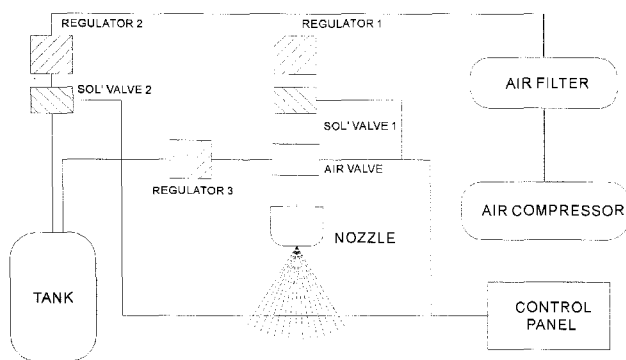 REGULATOR 2
REGULATOR 1
SOL' VALVE 2
AIR FILTER
SOL' VALVE 1
AIR VALVE
REGULATOR 3
AIR COMPRESSOR
NOZZLE
TANK
CONTROL
PANEL